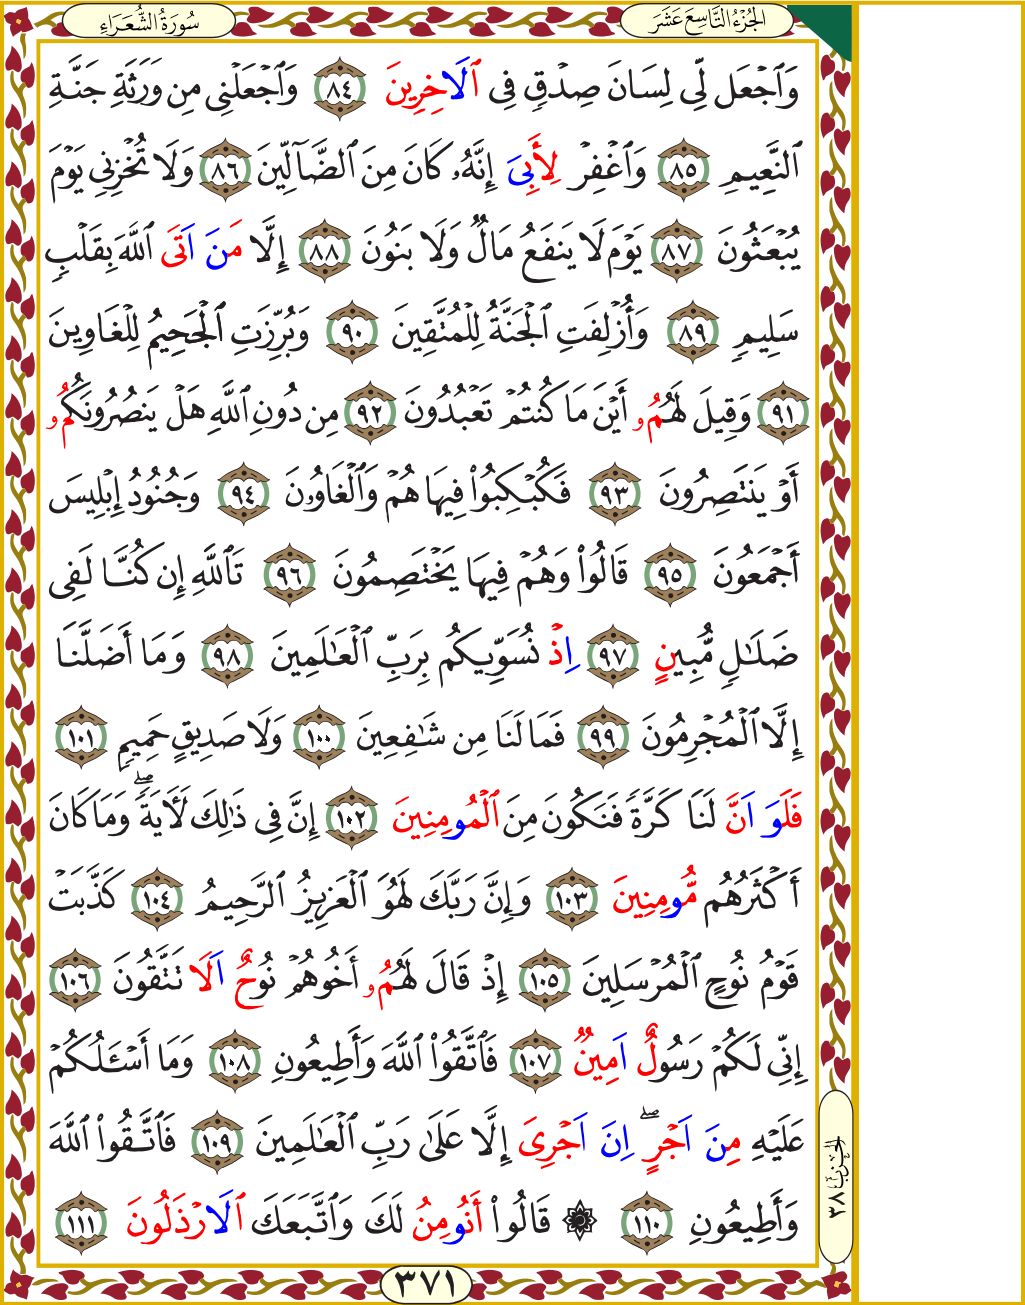 الجُزْءُ التَّاسِعَ عَشَرَ
سُورَةُ الشُّعَرَاءِ
وَٱجْعَل لِّى لِسَانَ صِدْقٍ فِى ٱلَاخِرِينَ ٨٤ وَٱجْعَلْنِى مِن وَرَثَةِ جَنَّةِ
ٱلنَّعِيمِ ٨٥ وَٱغْفِرْ لِأَبِىَ إِنَّهُۥ كَانَ مِنَ ٱلضَّآلِّينَ ٨٦ وَلَا تُخْزِنِى يَوْمَ
يُبْعَثُونَ ٨٧ يَوْمَ لَا يَنفَعُ مَالٌ وَلَا بَنُونَ ٨٨ إِلَّا مَنَ اَتَى ٱللَّهَ بِقَلْبٍ
سَلِيمٍ ٨٩ وَأُزْلِفَتِ ٱلْجَنَّةُ لِلْمُتَّقِينَ ٩٠ وَبُرِّزَتِ ٱلْجَحِيمُ لِلْغَاوِينَ
٩١ وَقِيلَ لَهُمُۥ أَيْنَ مَا كُنتُمْ تَعْبُدُونَ ٩٢ مِن دُونِ ٱللَّهِ هَلْ يَنصُرُونَكُمُۥ
أَوْ يَنتَصِرُونَ ٩٣ فَكُبْكِبُوا۟ فِيهَا هُمْ وَٱلْغَاوُۥنَ ٩٤ وَجُنُودُ إِبْلِيسَ
أَجْمَعُونَ ٩٥ قَالُوا۟ وَهُمْ فِيهَا يَخْتَصِمُونَ ٩٦ تَٱللَّهِ إِن كُنَّا لَفِى
ضَلَٰلٍ مُّبِينٍ ٩٧ اِذْ نُسَوِّيكُم بِرَبِّ ٱلْعَٰلَمِينَ ٩٨ وَمَا أَضَلَّنَا
إِلَّا ٱلْمُجْرِمُونَ ٩٩ فَمَا لَنَا مِن شَٰفِعِينَ ١٠٠ وَلَا صَدِيقٍ حَمِيمٍ ١٠١
فَلَوَ اَنَّ لَنَا كَرَّةً فَنَكُونَ مِنَ ٱلْمُومِنِينَ ١٠٢ إِنَّ فِى ذَٰلِكَ لَأَيَةً ۖ وَمَا كَانَ
أَكْثَرُهُم مُّومِنِينَ ١٠٣ وَإِنَّ رَبَّكَ لَهُوَ ٱلْعَزِيزُ ٱلرَّحِيمُ ١٠٤ كَذَّبَتْ
قَوْمُ نُوحٍ ٱلْمُرْسَلِينَ ١٠٥ إِذْ قَالَ لَهُمُۥ أَخُوهُمْ نُوحٌ اَلَا تَتَّقُونَ ١٠٦
إِنِّى لَكُمْ رَسُولٌ اَمِينٌ ١٠٧ فَٱتَّقُوا۟ ٱللَّهَ وَأَطِيعُونِ ١٠٨ وَمَا أَسْـَٔلُكُمْ
عَلَيْهِ مِنَ اَجْرٍ ۖ اِنَ اَجْرِىَ إِلَّا عَلَىٰ رَبِّ ٱلْعَٰلَمِينَ ١٠٩ فَٱتَّقُوا۟ ٱللَّهَ
وَأَطِيعُونِ ١١٠ ۞ قَالُوا۟ أَنُومِنُ لَكَ وَٱتَّبَعَكَ ٱلَارْذَلُونَ ١١١
الحزب ٣٨
٣٧١